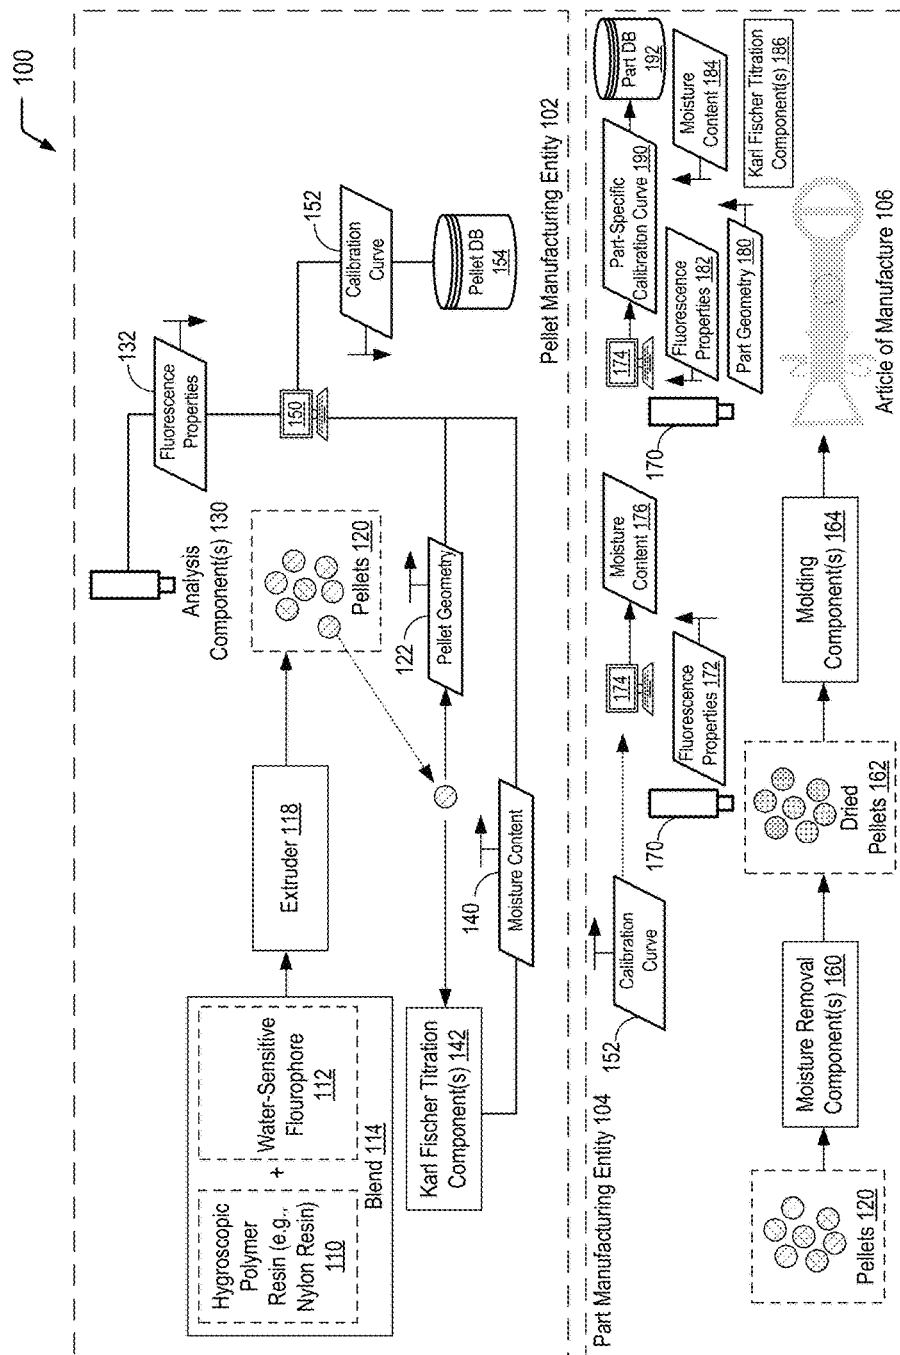 100
Hygroscopic
Polymer
Resin (e.g.,
Nylon Resin)
110
+
Water-Sensitive
Flourophore
112
Blend 114
Extruder 118
Pellets 120
Analysis
Component(s) 130
132
Fluorescence
Properties
150
152
Calibration
Curve
Pellet DB
154
122
Pellet Geometry
140
Moisture Content
Karl Fischer Titration
Component(s) 142
Pellet Manufacturing Entity 102
Part Manufacturing Entity 104
152
Calibration
Curve
174
Moisture
Content 176
170
Fluorescence
Properties 172
174
Part-Specific
Calibration Curve 190
Part DB
192
170
Fluorescence
Properties 182
Moisture
Content 184
Part Geometry 180
Karl Fischer Titration
Component(s) 186
Pellets 120
Moisture Removal
Component(s) 160
Dried
Pellets 162
Molding
Component(s) 164
Article of Manufacture 106